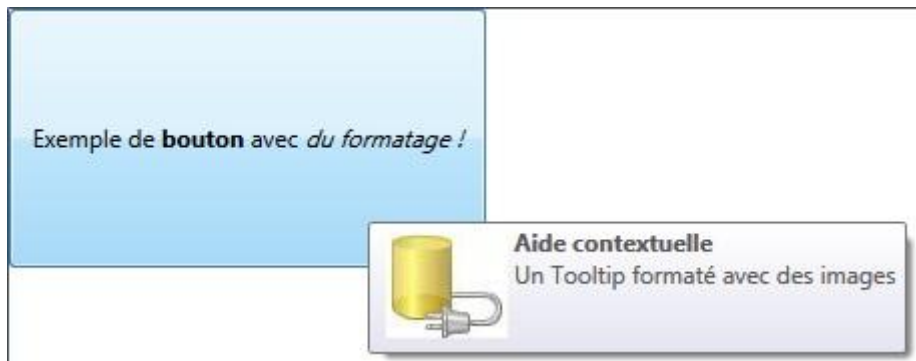 Exemple de bouton avec du formatage !
Aide contextuelle
Un Tooltip formaté avec des images